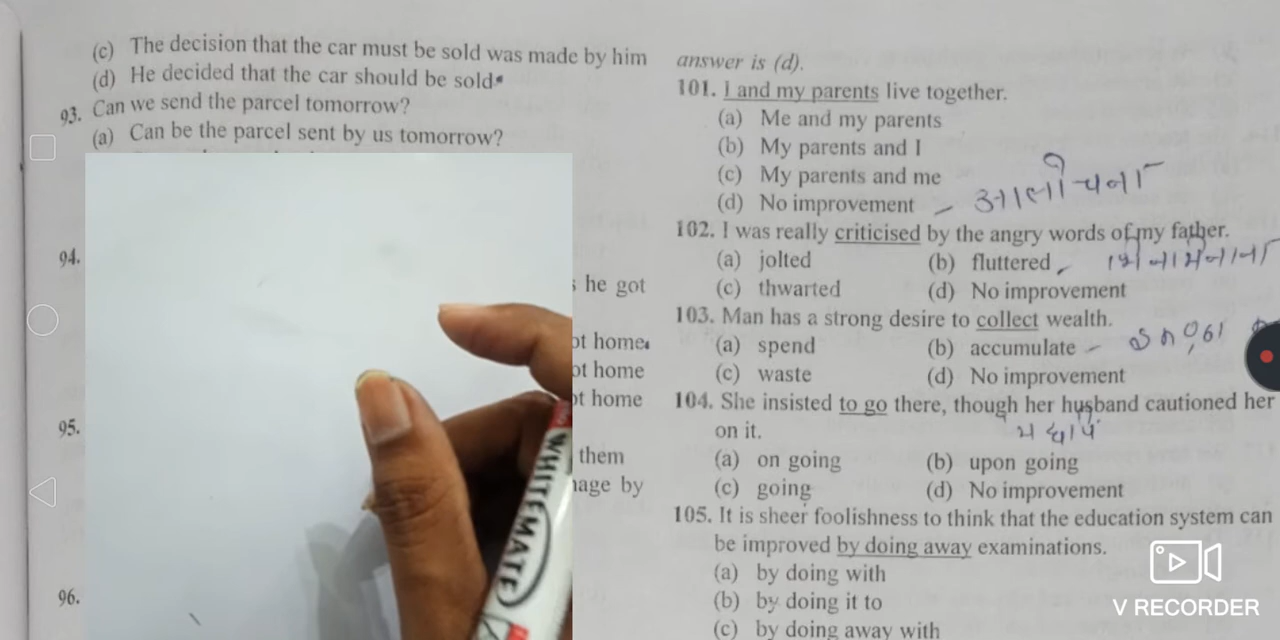 (c) The decision that the car must be sold was made by him
(d) He decided that the car should be sold
93. Can we send the parcel tomorrow?
(a) Can be the parcel sent by us tomorrow?
94.
he got
ot home
ot home
ot home
95.
them
nage by
96.
WHITEMATE
answer is (d).
101. I and my parents live together.
(a) Me and my parents
(b) My parents and I
(c) My parents and me
(d) No improvement
102. I was really criticised by the angry words of my father.
(a) jolted
(b) fluttered
(c) thwarted
(d) No improvement
103. Man has a strong desire to collect wealth.
(a) spend
(b) accumulate
(c) waste
(d) No improvement
104. She insisted to go there, though her husband cautioned her
on it.
(a) on going
(b) upon going
(c) going
(d) No improvement
105. It is sheer foolishness to think that the education system can
be improved by doing away examinations.
(a) by doing with
(b) by doing it to
(c) by doing away with
V RECORDER